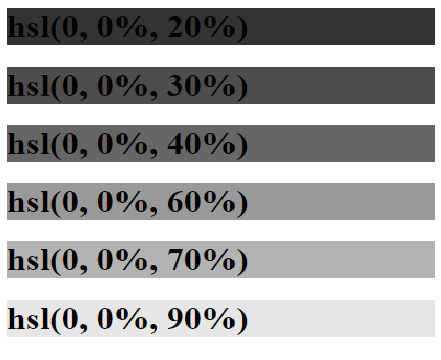 hsl(0, 0%, 20%)
hsl(0, 0%, 30%)
hsl(0, 0%, 40%)
hsl(0, 0%, 60%)
hsl(0, 0%, 70%)
hsl(0, 0%, 90%)